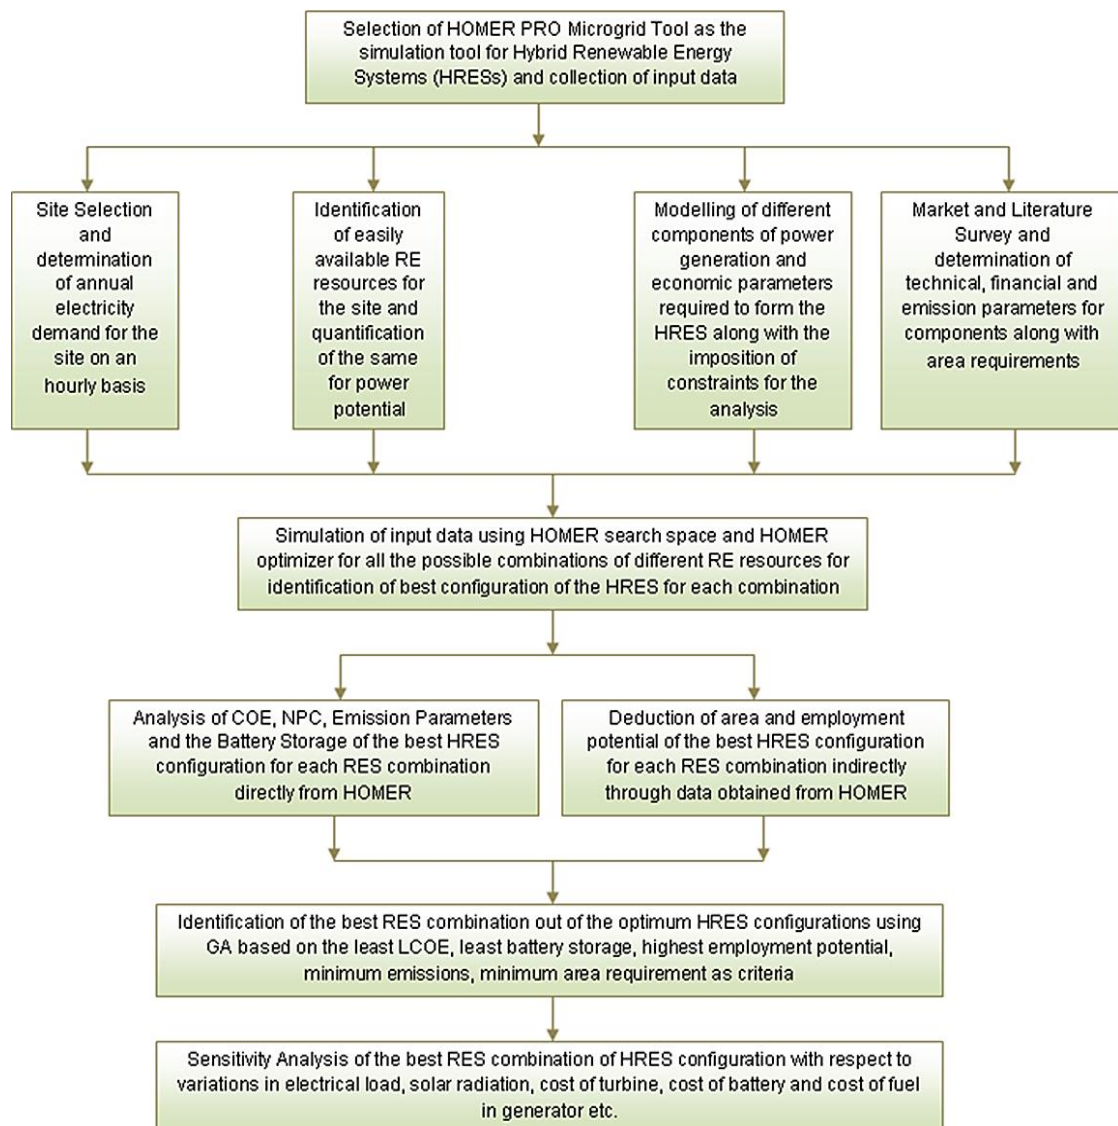 Selection of HOMER PRO Microgrid Tool as the
simulation tool for Hybrid Renewable Energy
Systems (HRESs) and collection of input data
Site Selection
and
determination
of annual
electricity
demand for the
site on an
hourly basis
Identification
of easily
available RE
resources for
the site and
quantification
of the same
for power
potential
Modelling of different
components of power
generation and
economic parameters
required to form the
HRES along with the
imposition of
constraints for the
analysis
Market and Literature
Survey and
determination of
technical, financial and
emission parameters for
components along with
area requirements
Simulation of input data using HOMER search space and HOMER
optimizer for all the possible combinations of different RE resources for
identification of best configuration of the HRES for each combination
Analysis of COE, NPC, Emission Parameters
and the Battery Storage of the best HRES
configuration for each RES combination
directly from HOMER
Deduction of area and employment
potential of the best HRES configuration
for each RES combination indirectly
through data obtained from HOMER
Identification of the best RES combination out of the optimum HRES configurations using
GA based on the least LCOE, least battery storage, highest employment potential,
minimum emissions, minimum area requirement as criteria
Sensitivity Analysis of the best RES combination of HRES configuration with respect to
variations in electrical load, solar radiation, cost of turbine, cost of battery and cost of fuel
in generator etc.